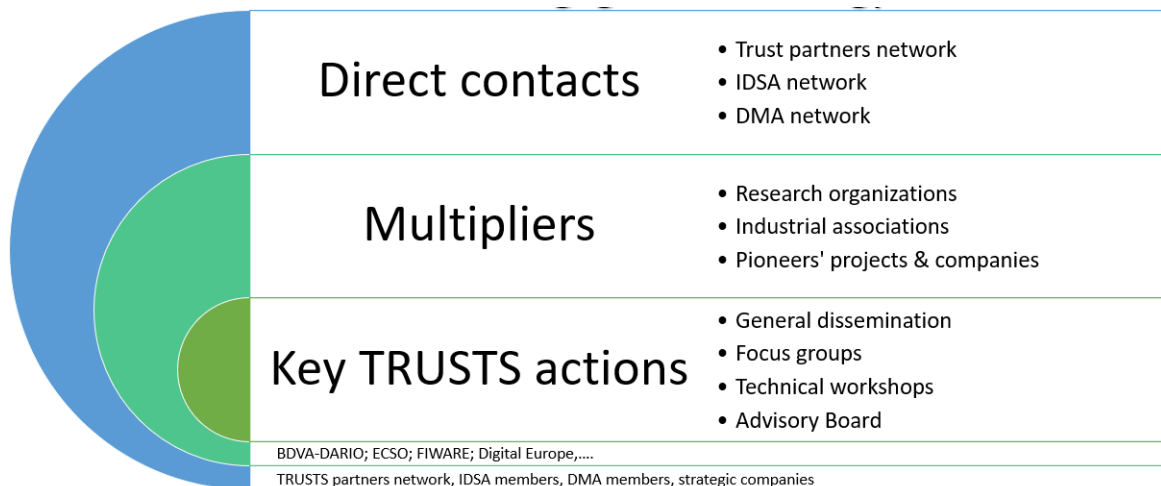 Direct contacts
• Trust partners network
• IDSA network
• DMA network
Multipliers
• Research organizations
• Industrial associations
• Pioneers' projects & companies
Key TRUSTS actions
• General dissemination
• Focus groups
• Technical workshops
• Advisory Board
BDVA-DARIO; ECSO; FIWARE; Digital Europe,....
TRUSTS partners network, IDSA members, DMA members, strategic companies